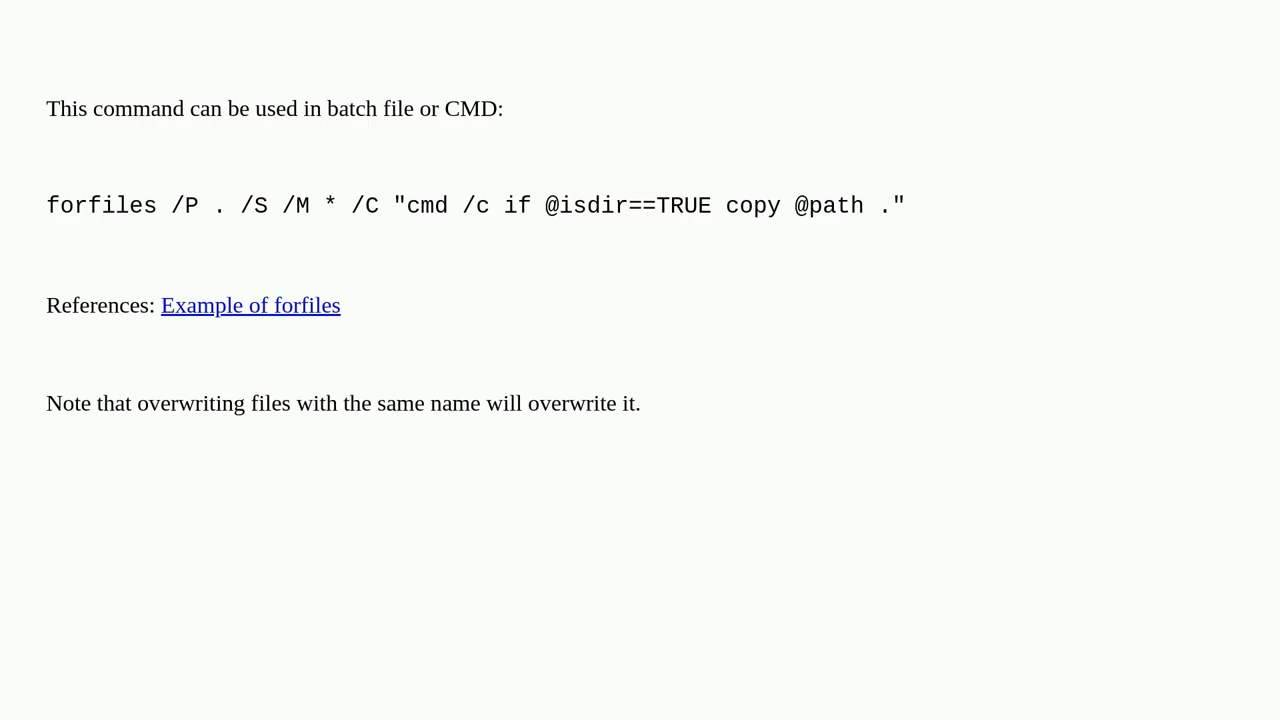 This command can be used in batch file or CMD:
forfiles /P . /S /M * /C "cmd /c if @isdir==TRUE copy @path ."
References: Example of forfiles
Note that overwriting files with the same name will overwrite it.